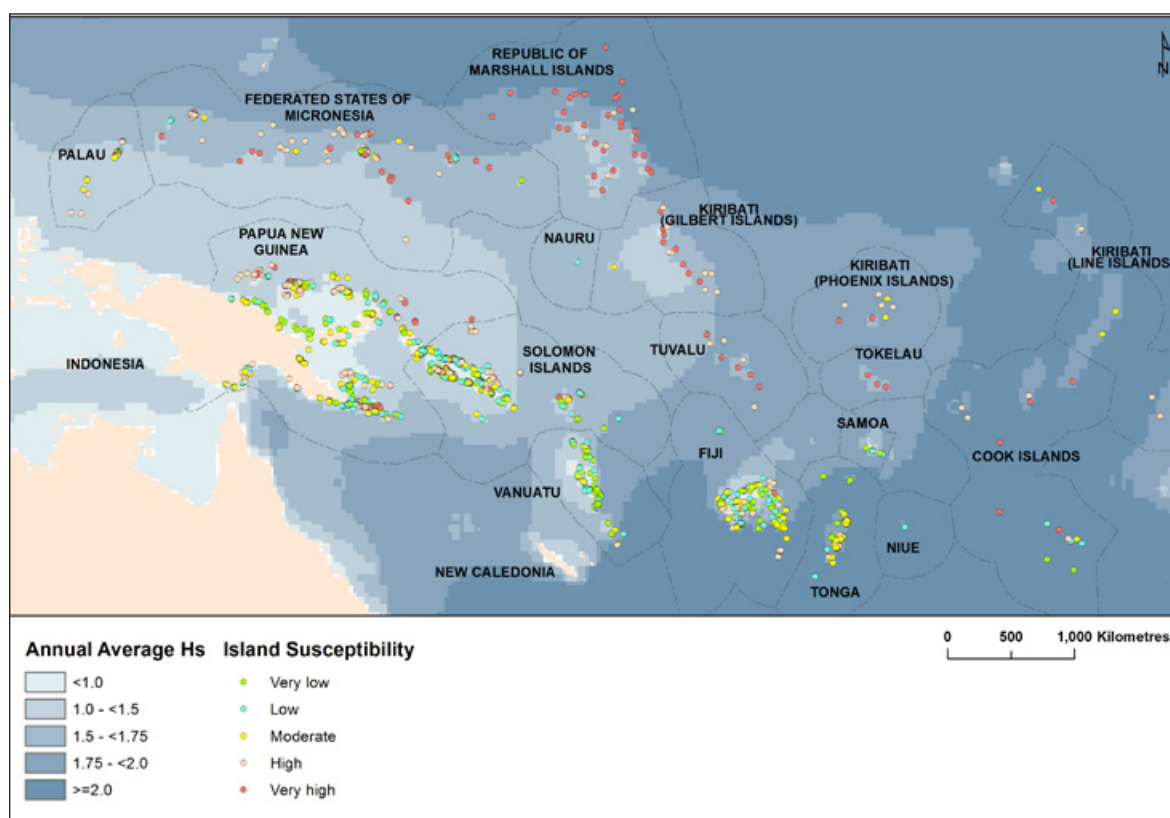 N
REPUBLIC OF
MARSHALL ISLANDS
FEDERATED STATES OF
MICRONESIA
PALAU
KIRIBATI
(GILBERT ISLANDS)
PAPUA NEW
GUINEA
NAURU
KIRIBATI
(LINE ISLANDS)
KIRIBATI
(PHOENIX ISLANDS)
INDONESIA
SOLOMON
ISLANDS
TUVALU
TOKELAU
SAMOA
FIJI
COOK ISLANDS
VANUATU
NIUE
NEW CALEDONIA
TONGA
Annual Average Hs
<1.0
1.0 - <1.5
1.5 - <1.75
1.75 - <2.0
>=2.0
Island Susceptibility
Very low
Low
Moderate
High
Very high
0 500 1,000 Kilometres